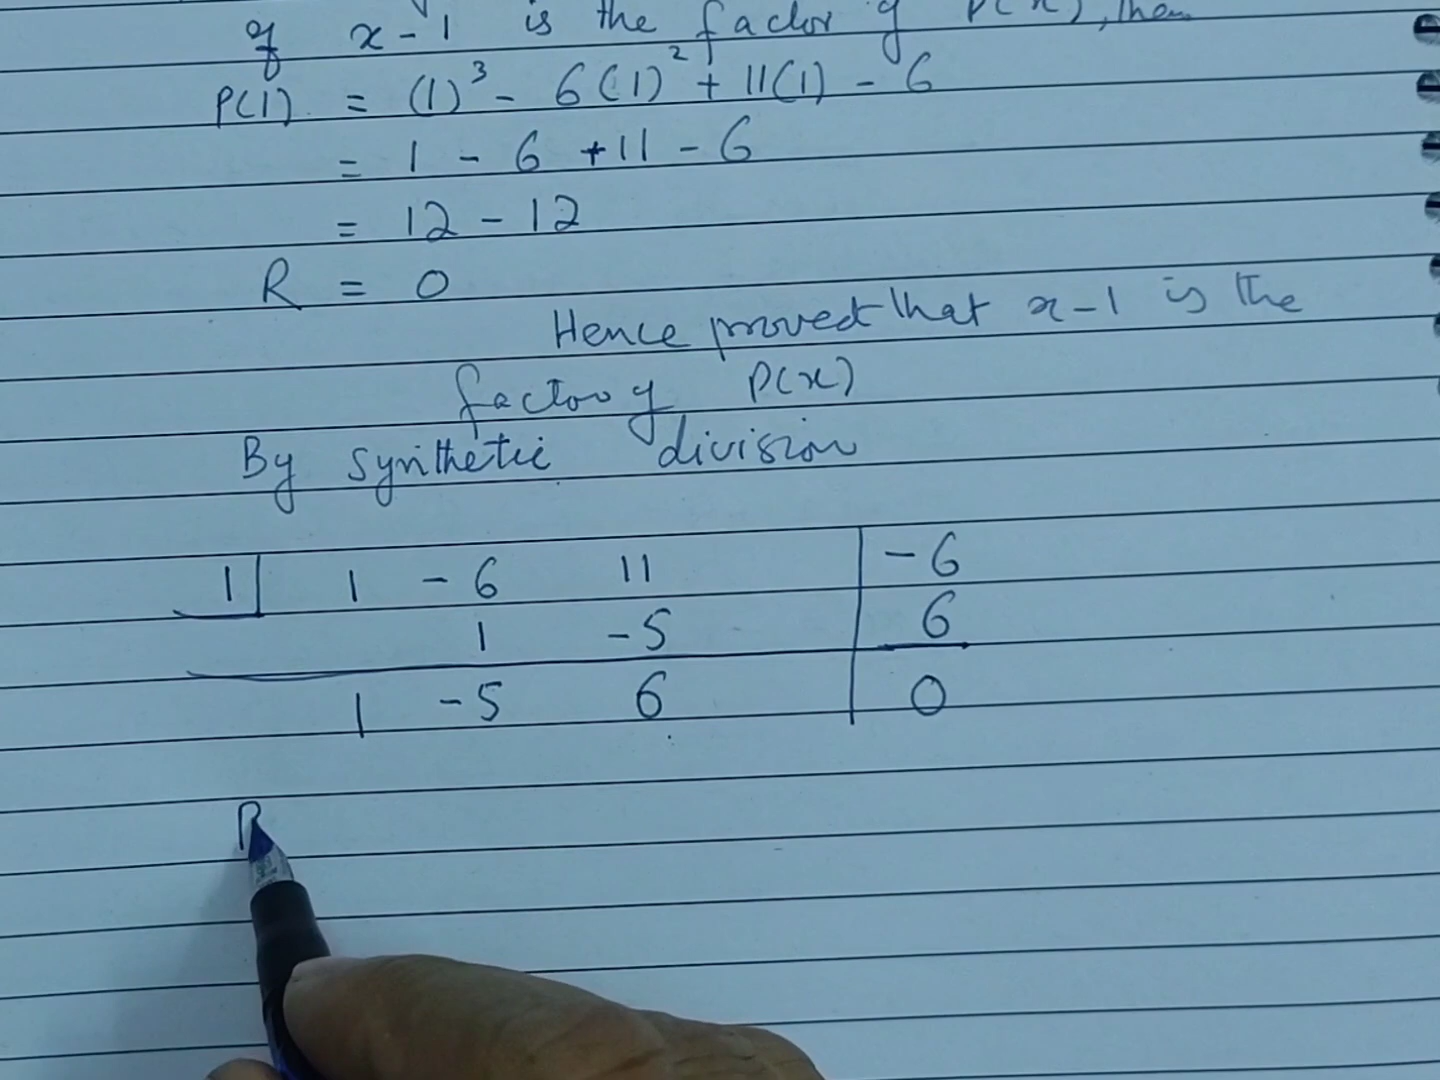 If x-1 is the factor of P(x), then
P(1) = (1)³ - 6(1)² + 11(1) - 6
= 1 - 6 + 11 - 6
= 12 - 12
R = 0
Hence proved that x-1 is the
factor of P(x)
By synthetic division
1 1 -6 11 -6
1 -5 6
1 -5 6 0
R